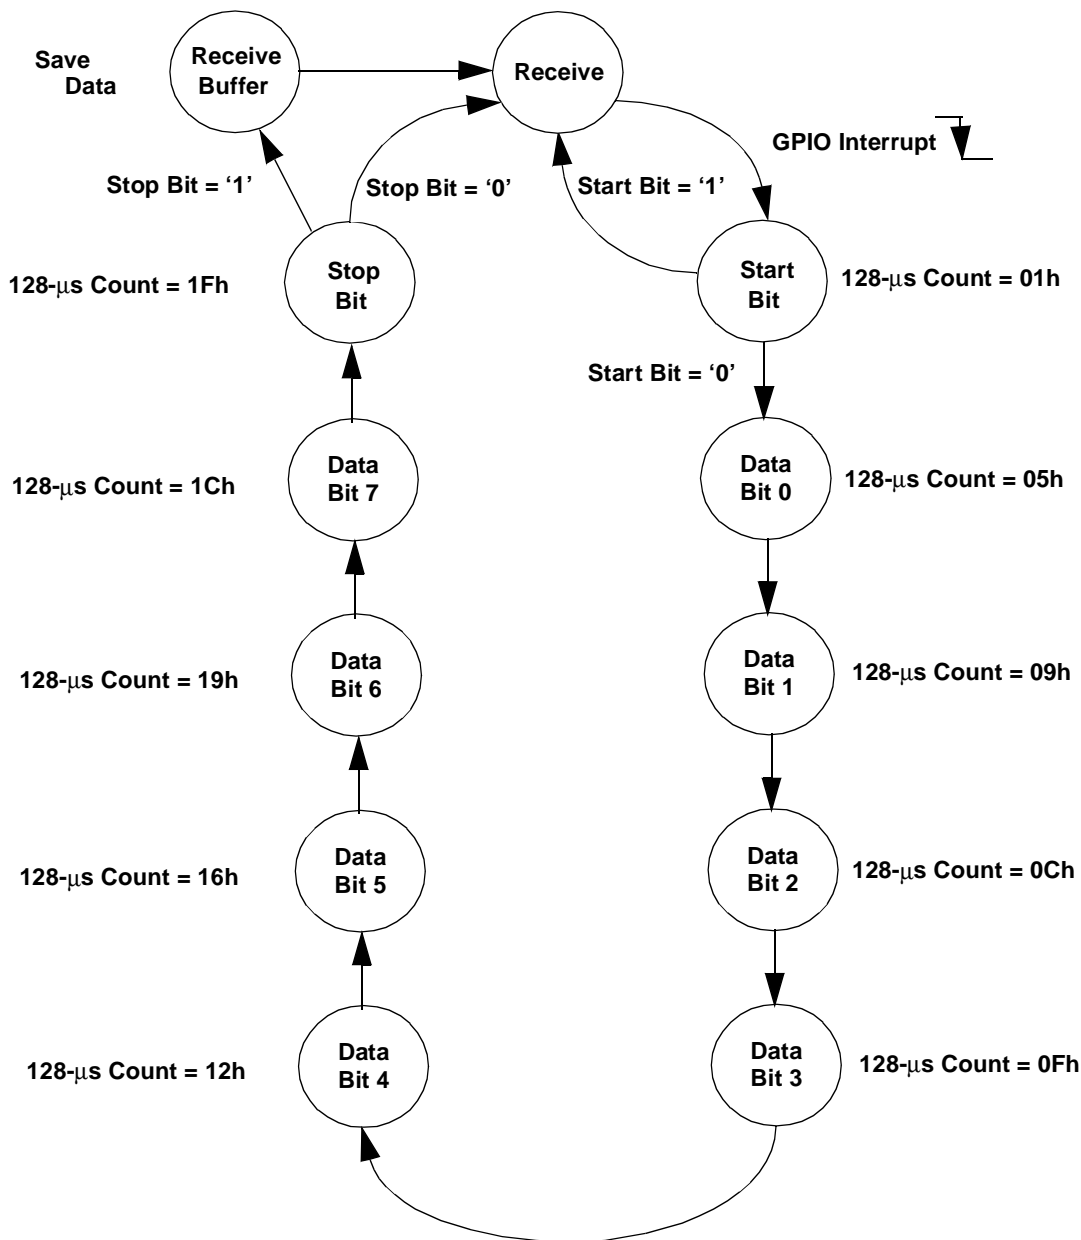 Save
Data
Receive
Buffer
Receive
GPIO Interrupt
Stop Bit = ‘1’
Stop Bit = ‘0’
Start Bit = ‘1’
128-μs Count = 1Fh
Stop
Bit
Start
Bit
128-μs Count = 01h
Start Bit = ‘0’
128-μs Count = 1Ch
Data
Bit 7
Data
Bit 0
128-μs Count = 05h
128-μs Count = 19h
Data
Bit 6
Data
Bit 1
128-μs Count = 09h
128-μs Count = 16h
Data
Bit 5
Data
Bit 2
128-μs Count = 0Ch
128-μs Count = 12h
Data
Bit 4
Data
Bit 3
128-μs Count = 0Fh